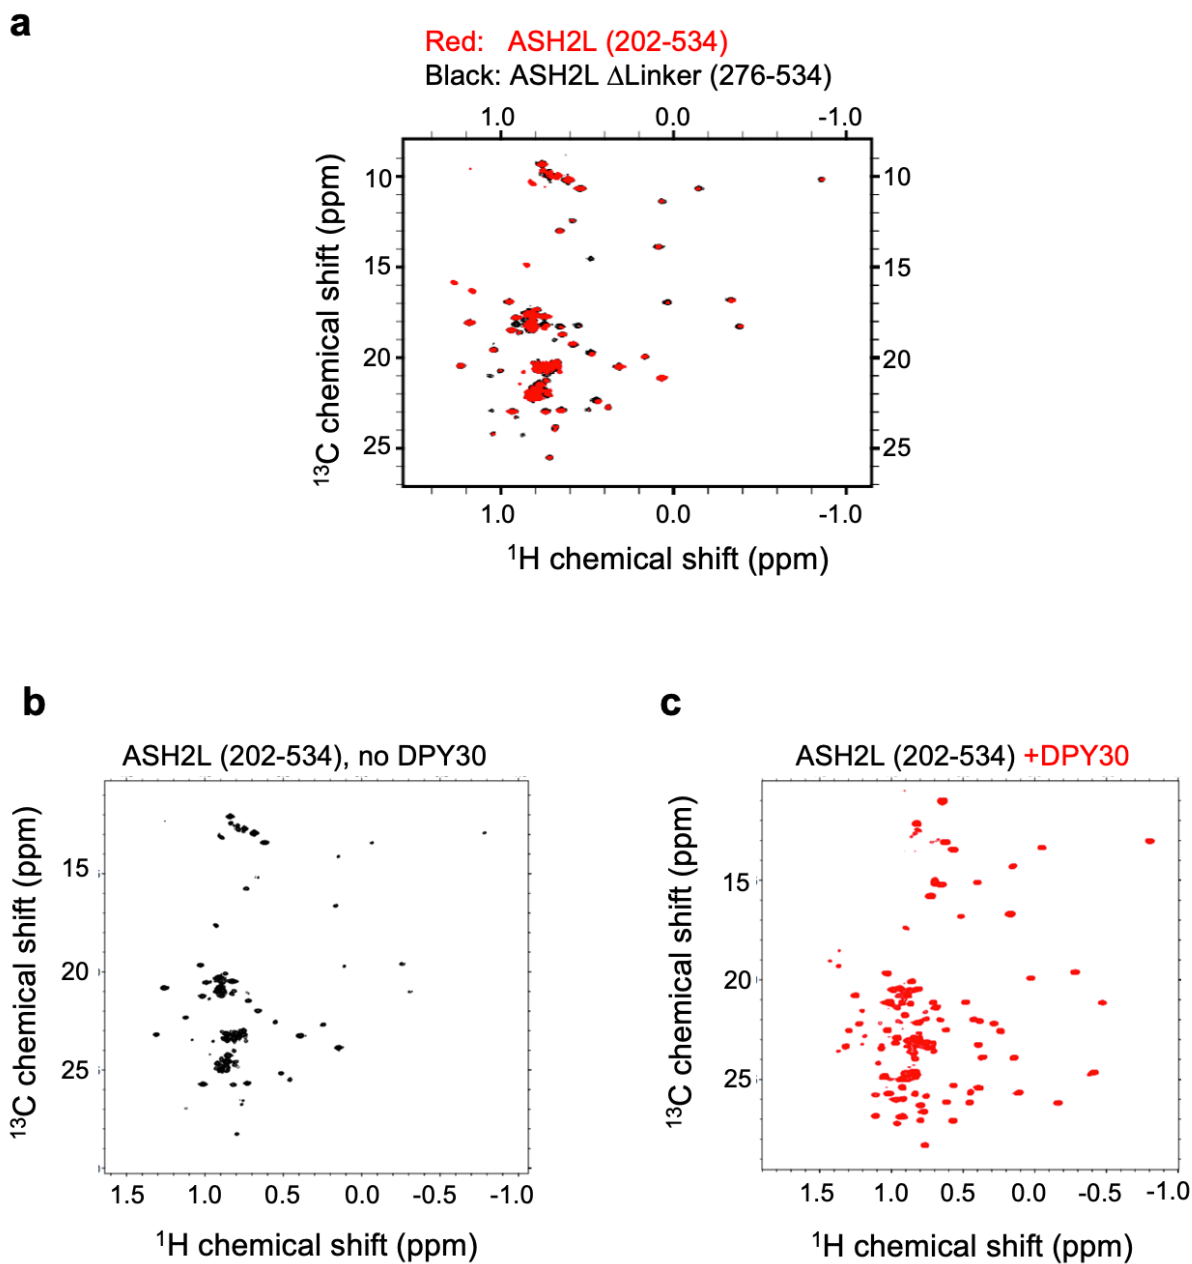 a
Red: ASH2L (202-534)
Black: ASH2L ΔLinker (276-534)
1.0 0.0 -1.0
10 10
15 15
20 20
25 25
¹³C chemical shift (ppm)
1.0 0.0 -1.0
¹H chemical shift (ppm)
b
ASH2L (202-534), no DPY30
15
20
25
¹³C chemical shift (ppm)
1.5 1.0 0.5 0.0 -0.5 -1.0
¹H chemical shift (ppm)
c
ASH2L (202-534) +DPY30
15
20
25
¹³C chemical shift (ppm)
1.5 1.0 0.5 0.0 -0.5 -1.0
¹H chemical shift (ppm)